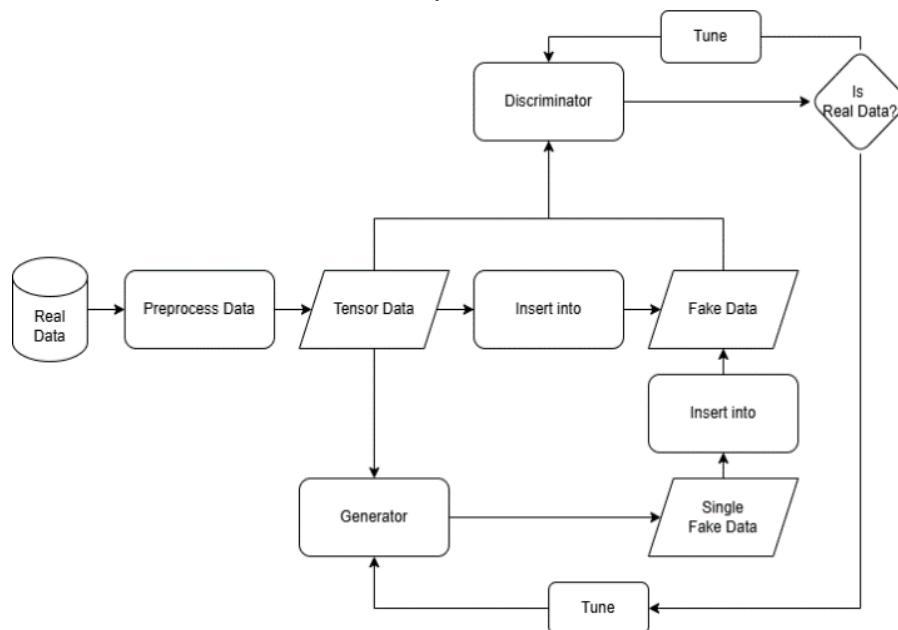 Tune
Discriminator
Is
Real Data?
Real
Data
Preprocess Data
Tensor Data
Insert into
Fake Data
Insert into
Generator
Single
Fake Data
Tune